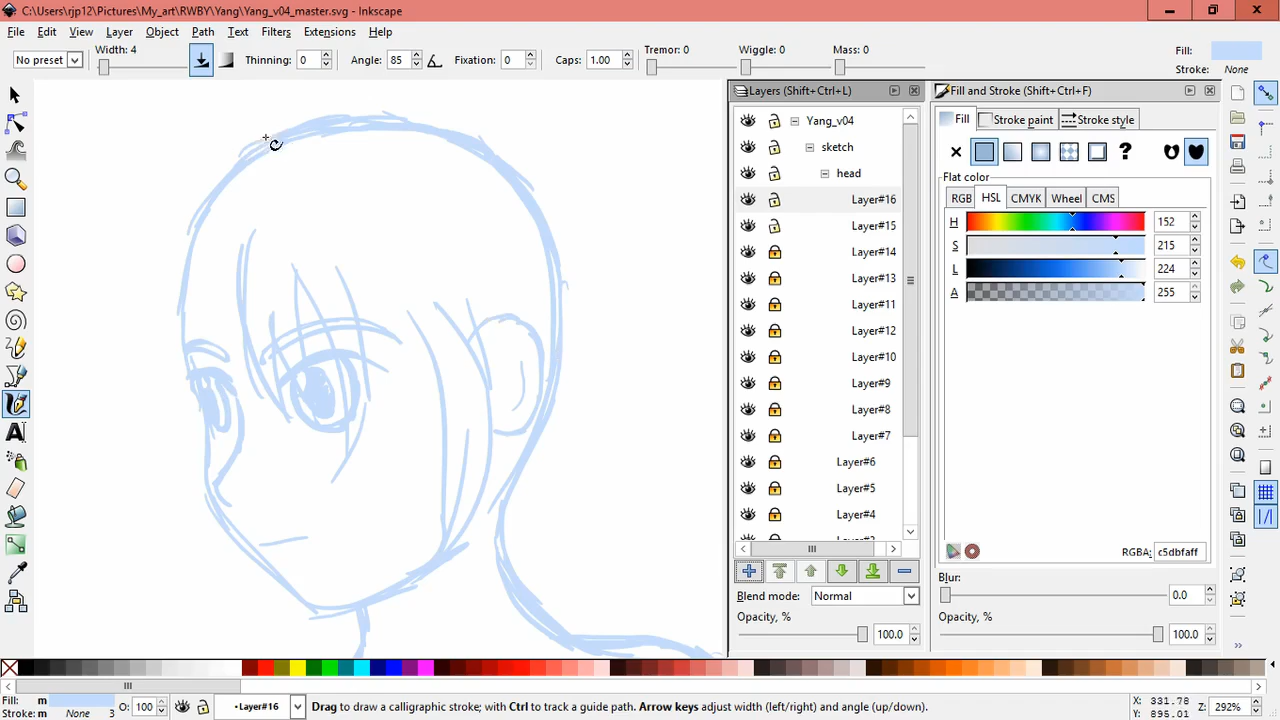 C:\Users\rjp12\Pictures\My_art\RWBY\Yang\Yang_v04_master.svg - Inkscape
File Edit View Layer Object Path Filters Text Extensions Help
No preset Width: 4 Thinning: 0 Angle: 85 Fixation: 0 Caps: 1.00 Tremor: 0 Wiggle: 0 Mass: 0 Fill:
Stroke: None
Layers (Shift+Ctrl+L)
Yang_v04
sketch
head
Layer#16
Layer#15
Layer#14
Layer#13
Layer#11
Layer#12
Layer#10
Layer#9
Layer#8
Layer#7
Layer#6
Layer#5
Layer#4
Blend mode: Normal
Opacity, %
100.0
Fill and Stroke (Shift+Ctrl+F)
Fill Stroke paint Stroke style
Flat color
RGB HSL CMYK Wheel CMS
H 152
S 215
L 224
A 255
RGBA: c5dbfaff
Blur:
0.0
Opacity, %
100.0
Fill: m
Stroke: m None 3
O: 100
•Layer#16
Drag to draw a calligraphic stroke; with Ctrl to track a guide path. Arrow keys adjust width (left/right) and angle (up/down).
X: 331.78
Y: 895.01
Z: 292%